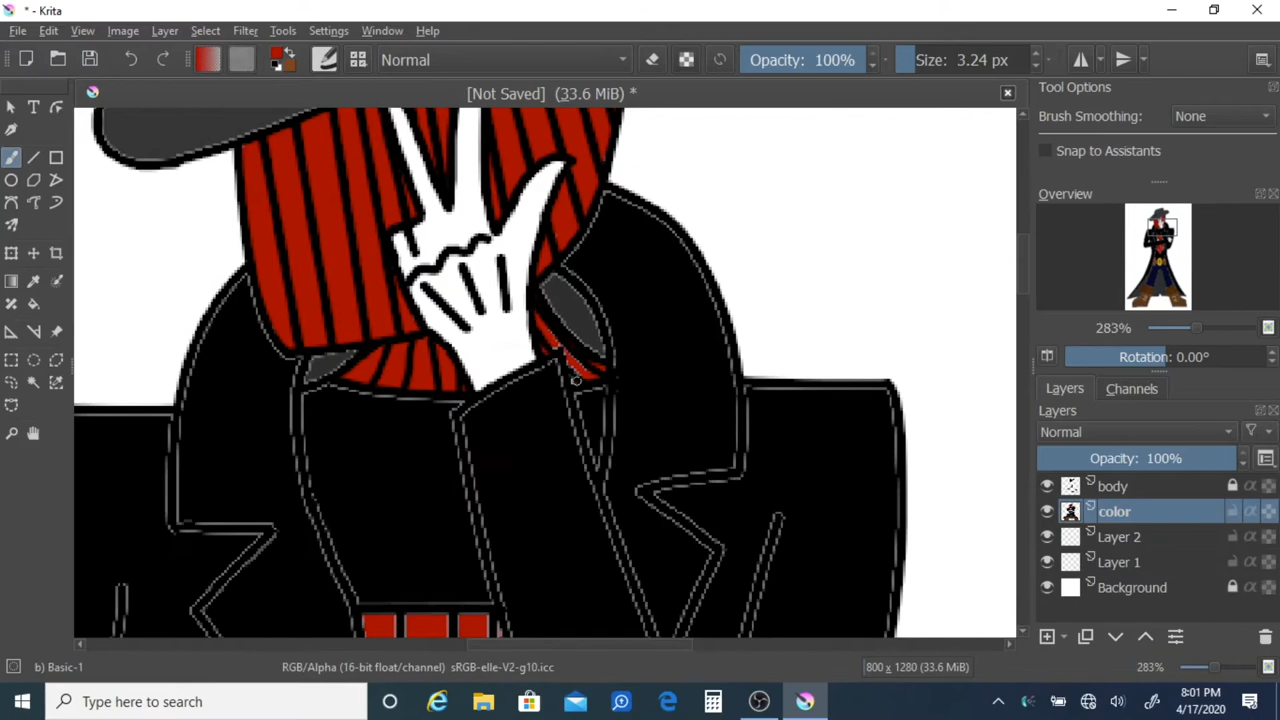 * - Krita
File Edit View Image Layer Select Filter Tools Settings Window Help
Normal Opacity: 100% Size: 3.24 px
[Not Saved] (33.6 MiB) *
Tool Options
Brush Smoothing: None
Snap to Assistants
Overview
283%
Rotation: 0.00°
Layers Channels
Layers
Normal
Opacity: 100%
body
color
Layer 2
Layer 1
Background
b) Basic-1 RGB/Alpha (16-bit float/channel) sRGB-elle-V2-g10.icc 800 x 1280 (33.6 MiB) 283%
Type here to search
8:01 PM
4/17/2020